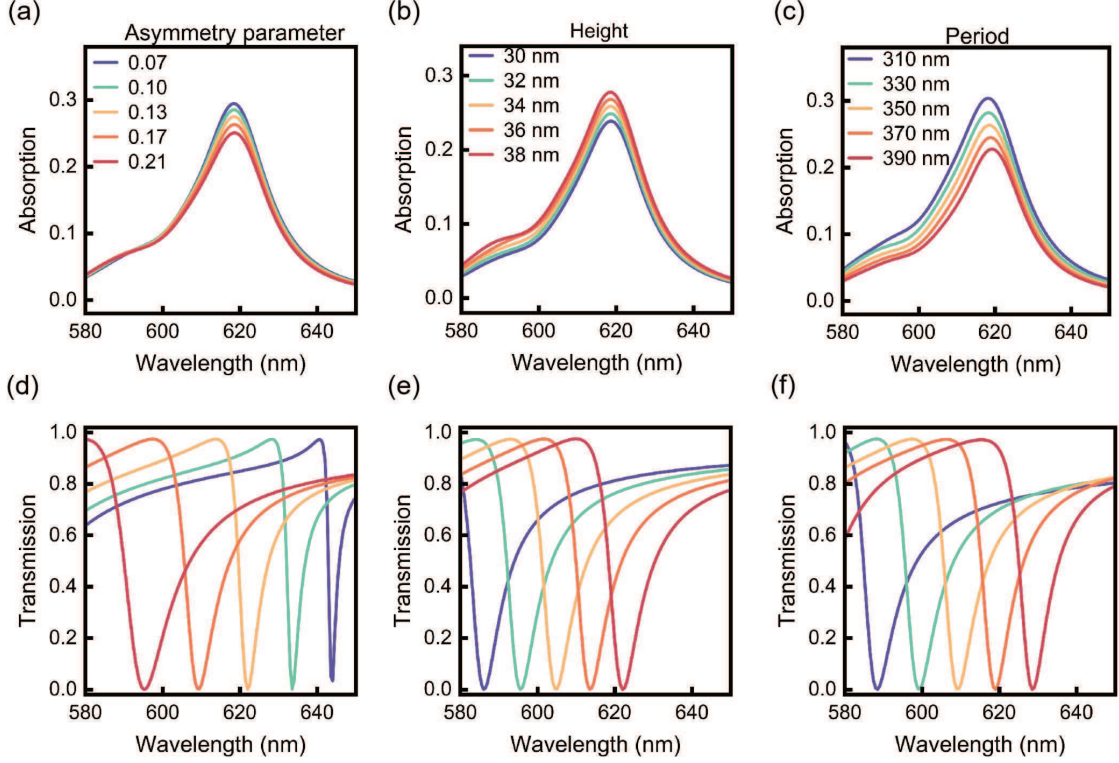 (a)
Asymmetry parameter
0.07
0.10
0.13
0.17
0.21
0.3
0.2
0.1
0.0
Absorption
580
600
620
640
Wavelength (nm)
(b)
Height
30 nm
32 nm
34 nm
36 nm
38 nm
0.3
0.2
0.1
0.0
Absorption
580
600
620
640
Wavelength (nm)
(c)
Period
310 nm
330 nm
350 nm
370 nm
390 nm
0.3
0.2
0.1
0.0
Absorption
580
600
620
640
Wavelength (nm)
(d)
1.0
0.8
0.6
0.4
0.2
0.0
Transmission
580
600
620
640
Wavelength (nm)
(e)
1.0
0.8
0.6
0.4
0.2
0.0
Transmission
580
600
620
640
Wavelength (nm)
(f)
1.0
0.8
0.6
0.4
0.2
0.0
Transmission
580
600
620
640
Wavelength (nm)